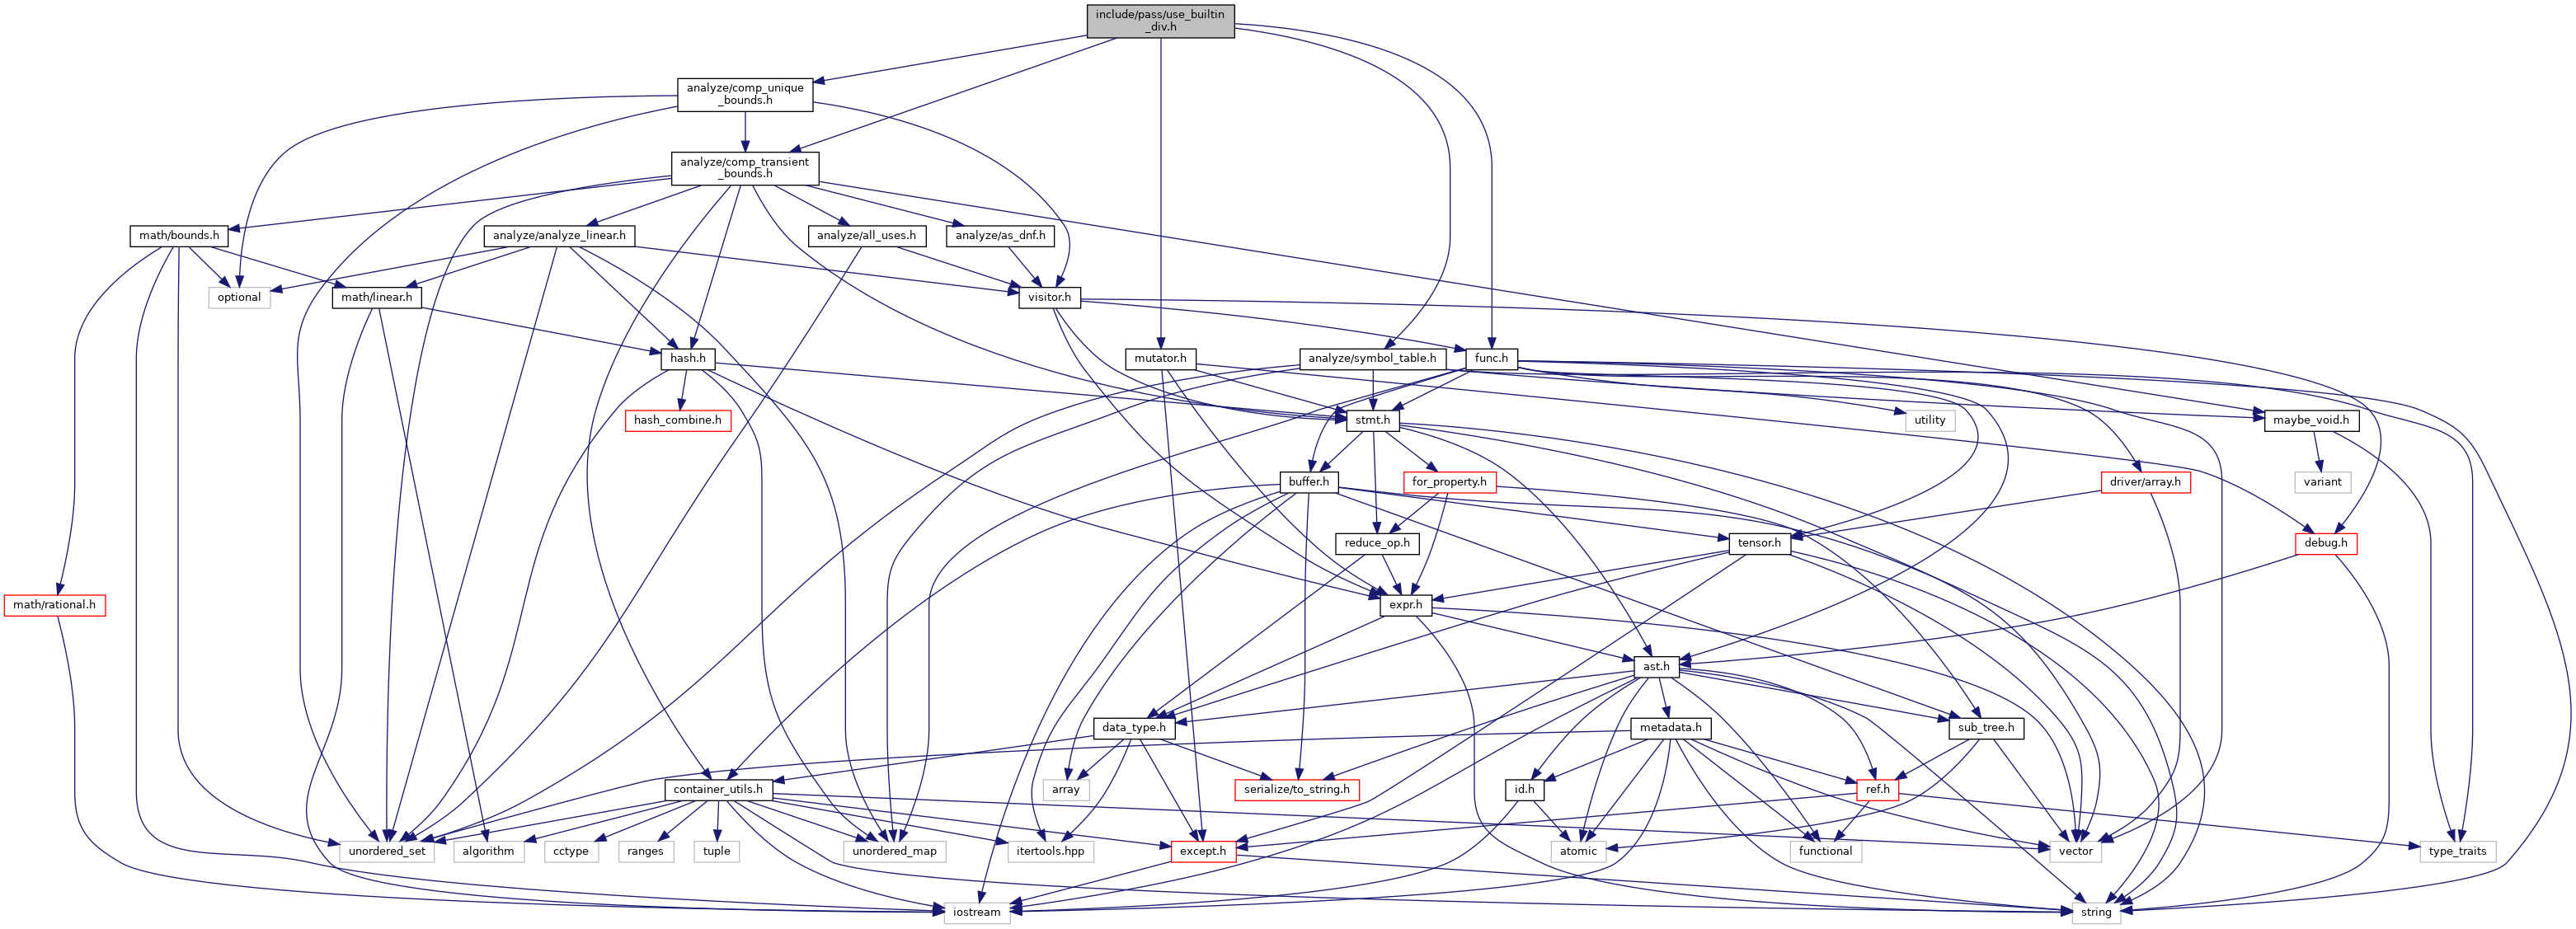 include/pass/use_builtin
_div.h
analyze/comp_unique
_bounds.h
analyze/comp_transient
_bounds.h
math/bounds.h
analyze/analyze_linear.h
analyze/all_uses.h
analyze/as_dnf.h
optional
math/linear.h
visitor.h
hash.h
mutator.h
analyze/symbol_table.h
func.h
hash_combine.h
stmt.h
utility
maybe_void.h
buffer.h
for_property.h
driver/array.h
variant
reduce_op.h
tensor.h
debug.h
math/rational.h
expr.h
ast.h
data_type.h
metadata.h
sub_tree.h
container_utils.h
array
serialize/to_string.h
id.h
ref.h
unordered_set
algorithm
cctype
ranges
tuple
unordered_map
itertools.hpp
except.h
atomic
functional
vector
type_traits
iostream
string